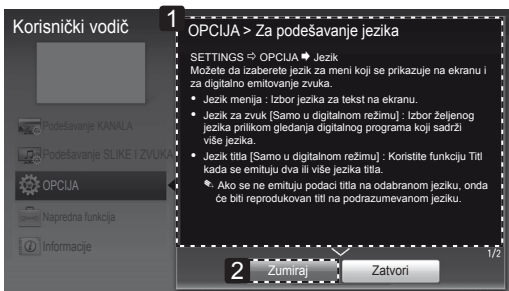 Korisnički vodič
1
OPCIJA > Za podešavanje jezika
SETTINGS ⇨ OPCIJA ➡ Jezik
Možete da izaberete jezik za meni koji se prikazuje na ekranu i
za digitalno emitovanje zvuka.
• Jezik menija : Izbor jezika za tekst na ekranu.
• Jezik za zvuk [Samo u digitalnom režimu] : Izbor željenog
jezika prilikom gledanja digitalnog programa koji sadrži
više jezika.
• Jezik titla [Samo u digitalnom režimu] : Koristite funkciju Titl
kada se emituju dva ili više jezika titla.
✎ Ako se ne emituju podaci titla na odabranom jeziku, onda
će biti reprodukovan titl na podrazumevanom jeziku.
Podešavanje KANALA
Podešavanje SLIKE I ZVUKA
OPCIJA
Napredna funkcija
Informacije
1/2
2
Zumiraj
Zatvori